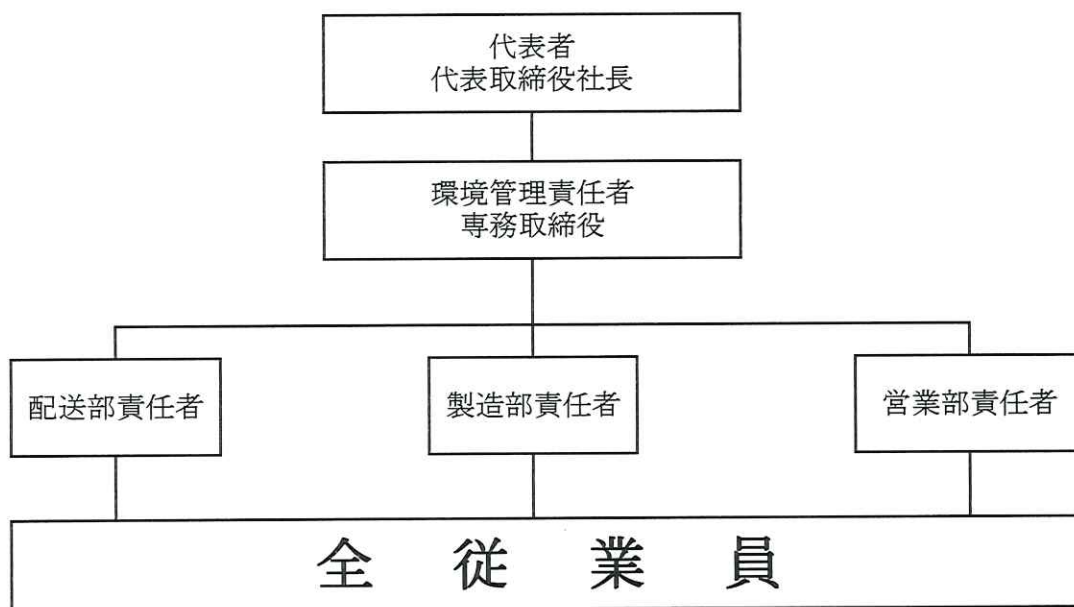 代表者
代表取締役社長
環境管理責任者
専務取締役
配送部責任者
製造部責任者
営業部責任者
全従業員